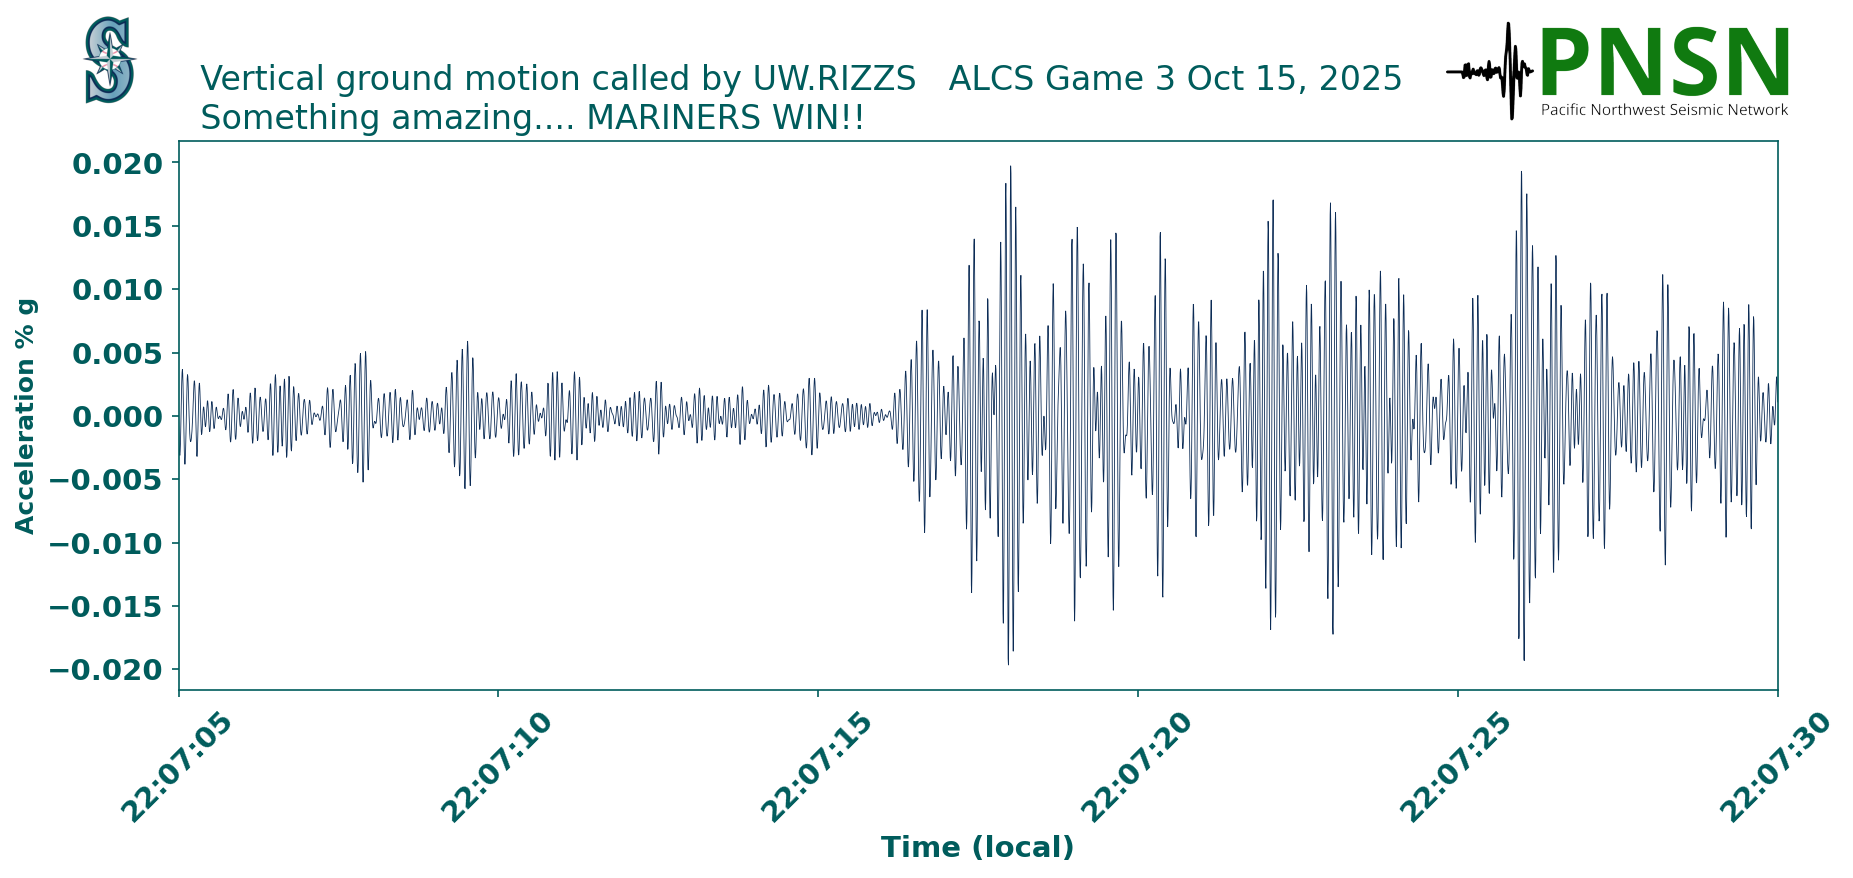 S
Vertical ground motion called by UW.RIZZS ALCS Game 3 Oct 15, 2025
Something amazing.... MARINERS WIN!!
PNSN
Pacific Northwest Seismic Network
Acceleration % g
0.020
0.015
0.010
0.005
0.000
−0.005
−0.010
−0.015
−0.020
22:07:05
22:07:10
22:07:15
22:07:20
22:07:25
22:07:30
Time (local)